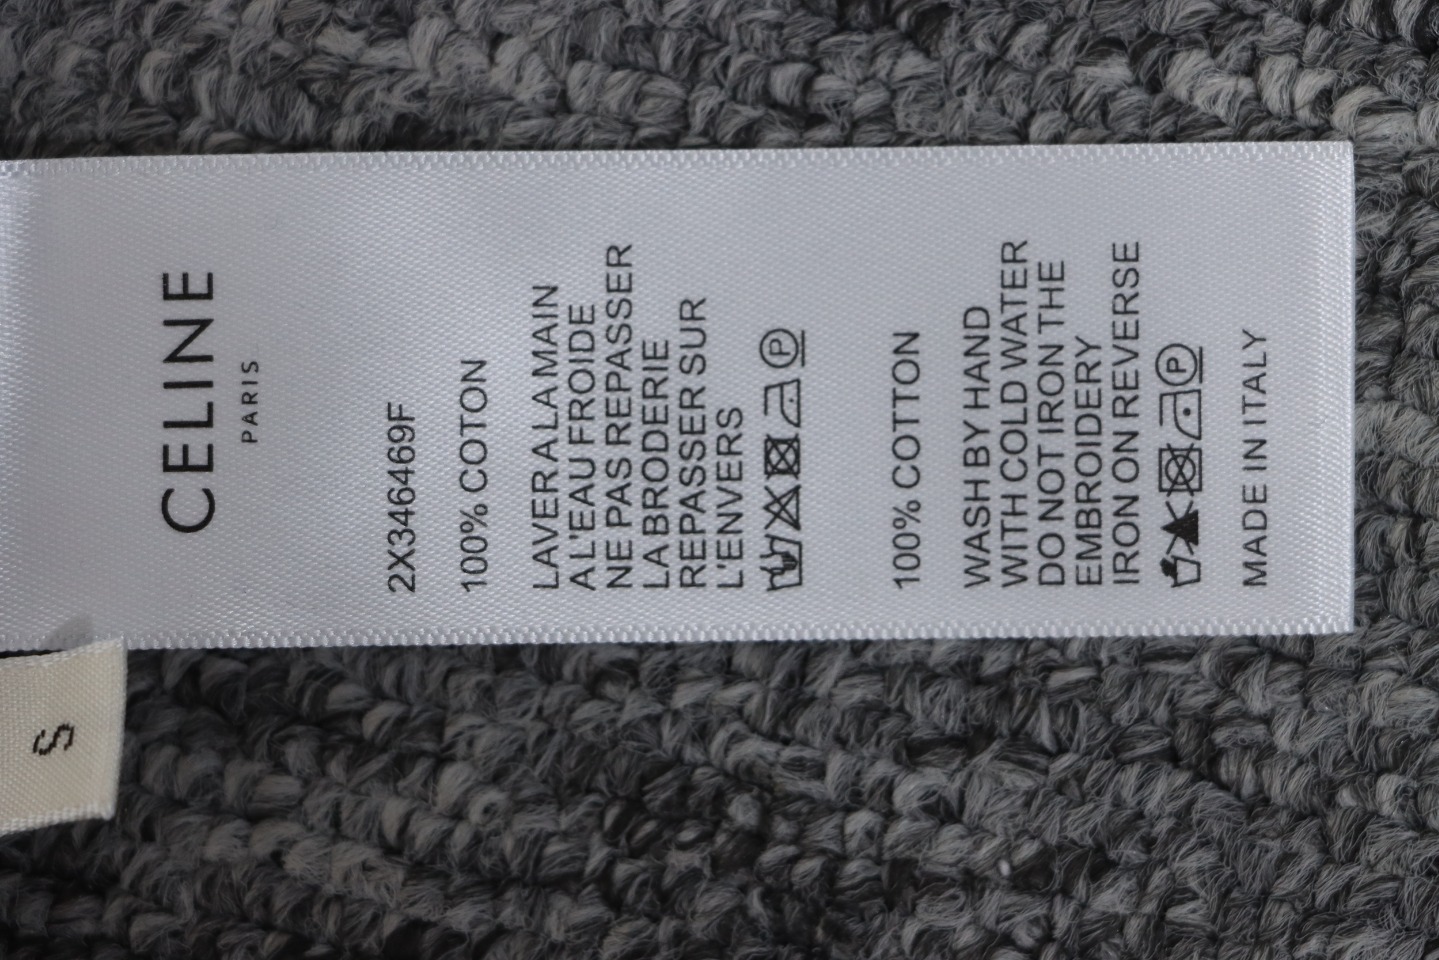 CELINE
PARIS
2X346469F
100% COTON
LAVER A LA MAIN
A L'EAU FROIDE
NE PAS REPASSER
LA BRODERIE
REPASSER SUR
L'ENVERS
P
100% COTTON
WASH BY HAND
WITH COLD WATER
DO NOT IRON THE
EMBROIDERY
IRON ON REVERSE
P
MADE IN ITALY
S